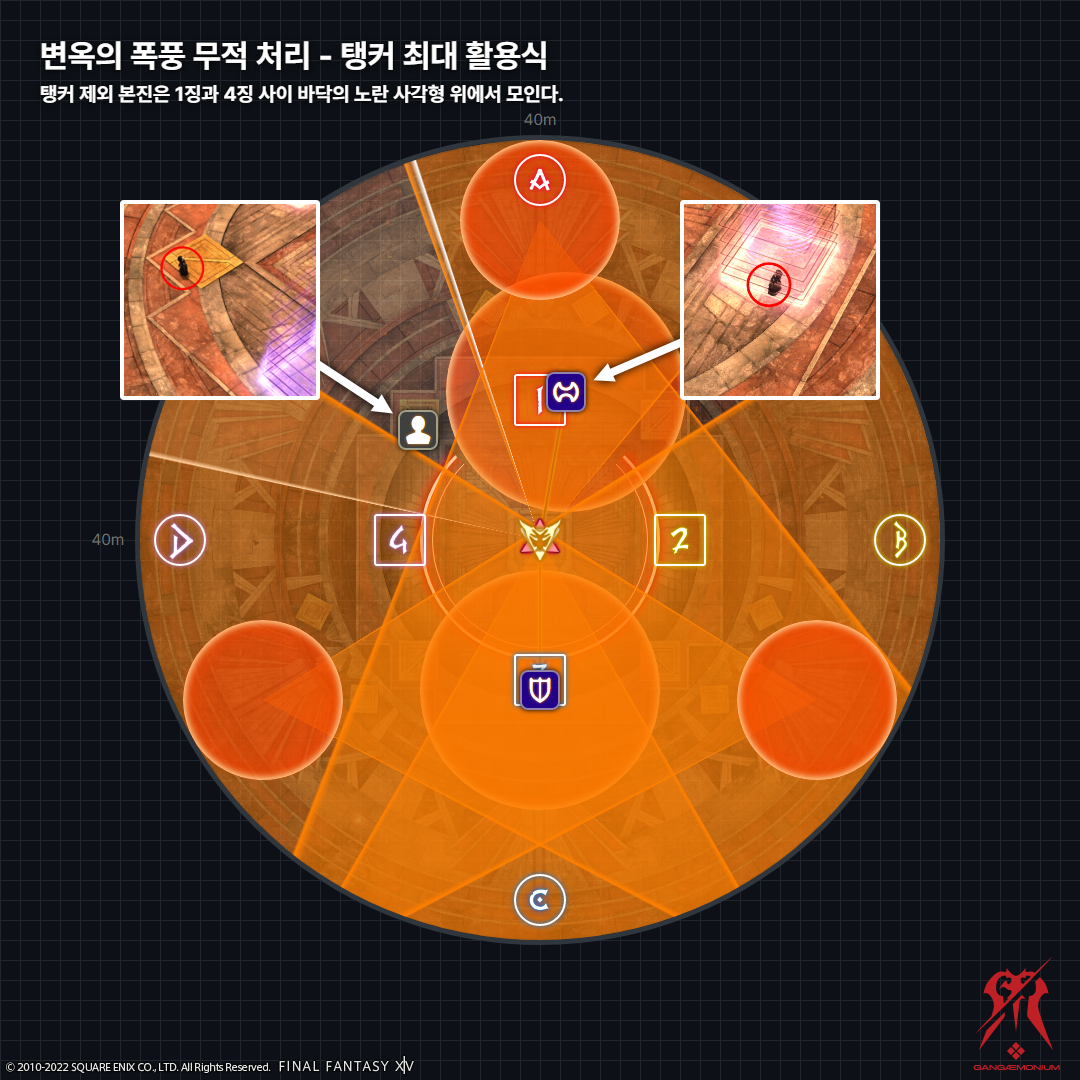 변옥의 폭풍 무적 처리 - 탱커 최대 활용식
탱커 제외 본진은 1징과 4징 사이 바닥의 노란 사각형 위에서 모인다.
40m
A
1
40m
D
4
2
B
C
© 2010-2022 SQUARE ENIX CO., LTD. All Rights Reserved. FINAL FANTASY XIV
GANGÆMONIUM